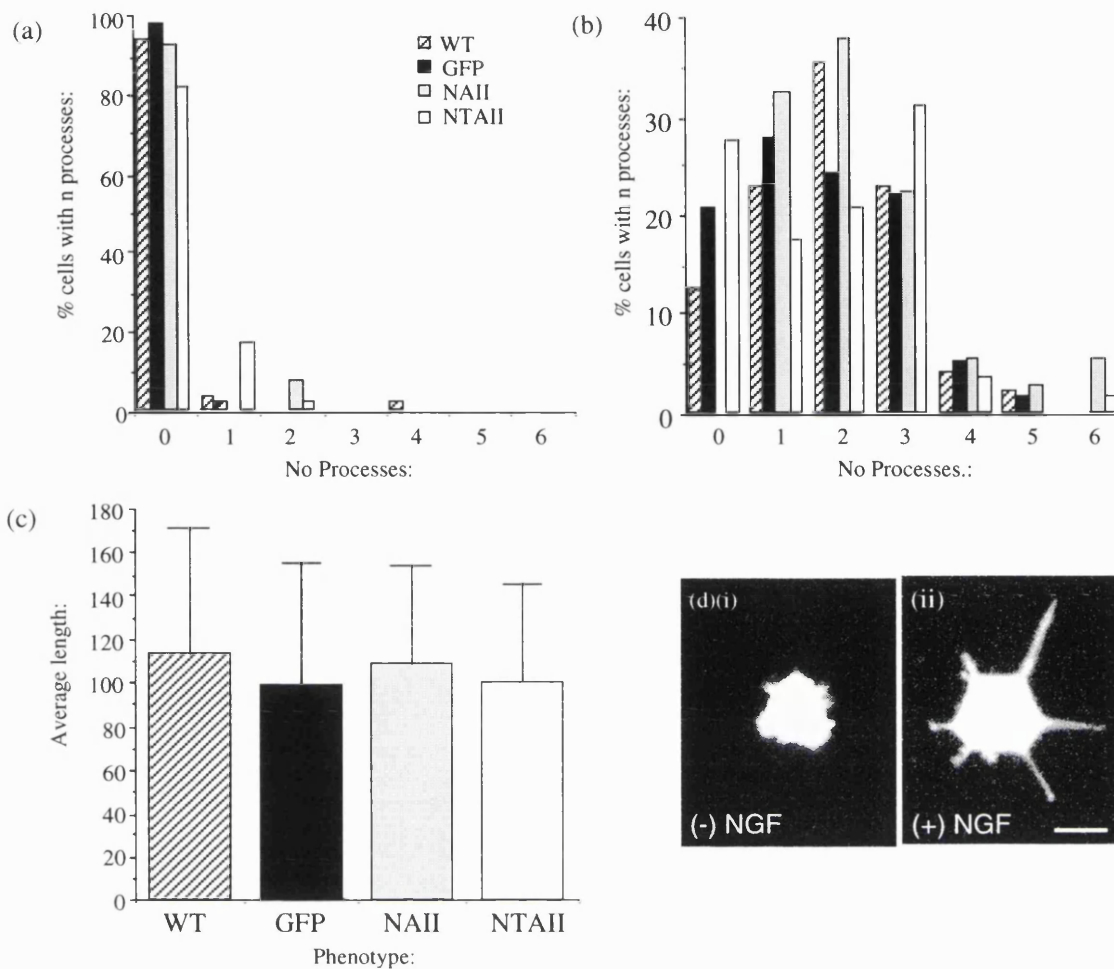 (a)
% cells with n processes:
100
80
60
40
20
0
WT
GFP
NAII
NTAII
0 1 2 3 4 5 6
No Processes:
(b)
% cells with n processes:
40
30
20
10
0
0 1 2 3 4 5 6
No Processes.:
(c)
Average length:
180
160
140
120
100
80
60
40
20
0
WT GFP NAII NTAII
Phenotype:
(d)(i)
(-) NGF
(ii)
(+) NGF